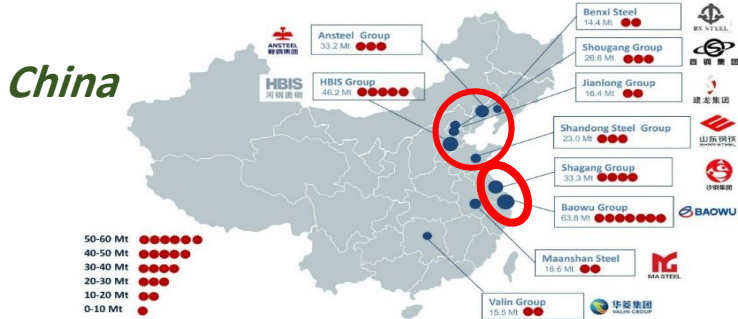 China
ANSTEEL
鞍钢集团
Ansteel Group
33.2 Mt
HBIS
河钢唐钢
HBIS Group
46.2 Mt
Benxi Steel
14.4 Mt
BX STEEL
Shougang Group
26.8 Mt
首钢集团
Jianlong Group
16.4 Mt
建龙集团
Shandong Steel Group
23.0 Mt
山东钢铁
Shagang Group
33.3 Mt
沙钢集团
Baowu Group
63.8 Mt
BAOWU
Maanshan Steel
18.6 Mt
MA STEEL
Valin Group
15.5 Mt
华菱集团
VALIN GROUP
50-60 Mt
40-50 Mt
30-40 Mt
20-30 Mt
10-20 Mt
0-10 Mt